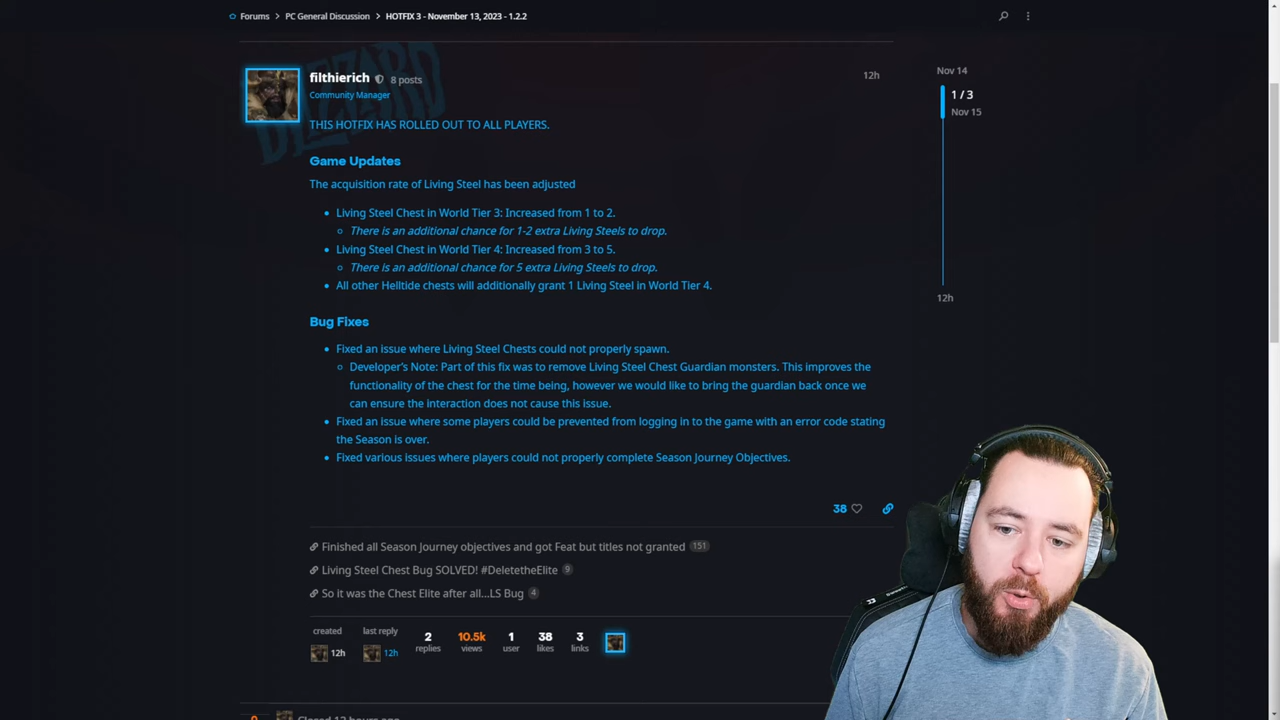 Forums > PC General Discussion > HOTFIX 3 - November 13, 2023 - 1.2.2
BLIZZARD
filthierich 8 posts 12h
Community Manager
THIS HOTFIX HAS ROLLED OUT TO ALL PLAYERS.
Game Updates
The acquisition rate of Living Steel has been adjusted
• Living Steel Chest in World Tier 3: Increased from 1 to 2.
There is an additional chance for 1-2 extra Living Steels to drop.
• Living Steel Chest in World Tier 4: Increased from 3 to 5.
There is an additional chance for 5 extra Living Steels to drop.
• All other Helltide chests will additionally grant 1 Living Steel in World Tier 4.
Bug Fixes
• Fixed an issue where Living Steel Chests could not properly spawn.
Developer's Note: Part of this fix was to remove Living Steel Chest Guardian monsters. This improves the
functionality of the chest for the time being, however we would like to bring the guardian back once we
can ensure the interaction does not cause this issue.
• Fixed an issue where some players could be prevented from logging in to the game with an error code stating
the Season is over.
• Fixed various issues where players could not properly complete Season Journey Objectives.
38
Finished all Season Journey objectives and got Feat but titles not granted 151
Living Steel Chest Bug SOLVED! #DeletetheElite 9
So it was the Chest Elite after all...LS Bug 4
created last reply 2 10.5k 1 38 3
12h 12h replies views user likes links
Closed 12 hours ago
Nov 14
1 / 3
Nov 15
12h